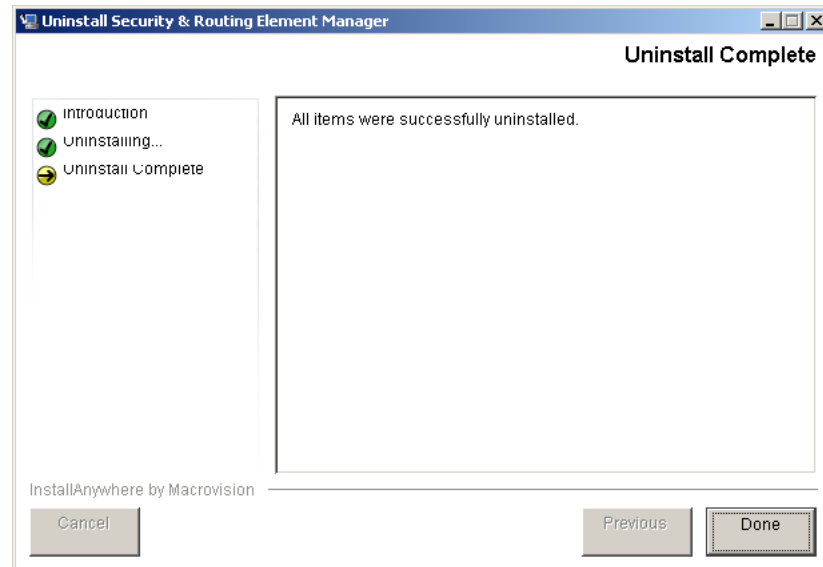 Uninstall Security & Routing Element Manager
Uninstall Complete
Introduction
Uninstalling...
Uninstall Complete
All items were successfully uninstalled.
InstallAnywhere by Macrovision
Cancel
Previous
Done